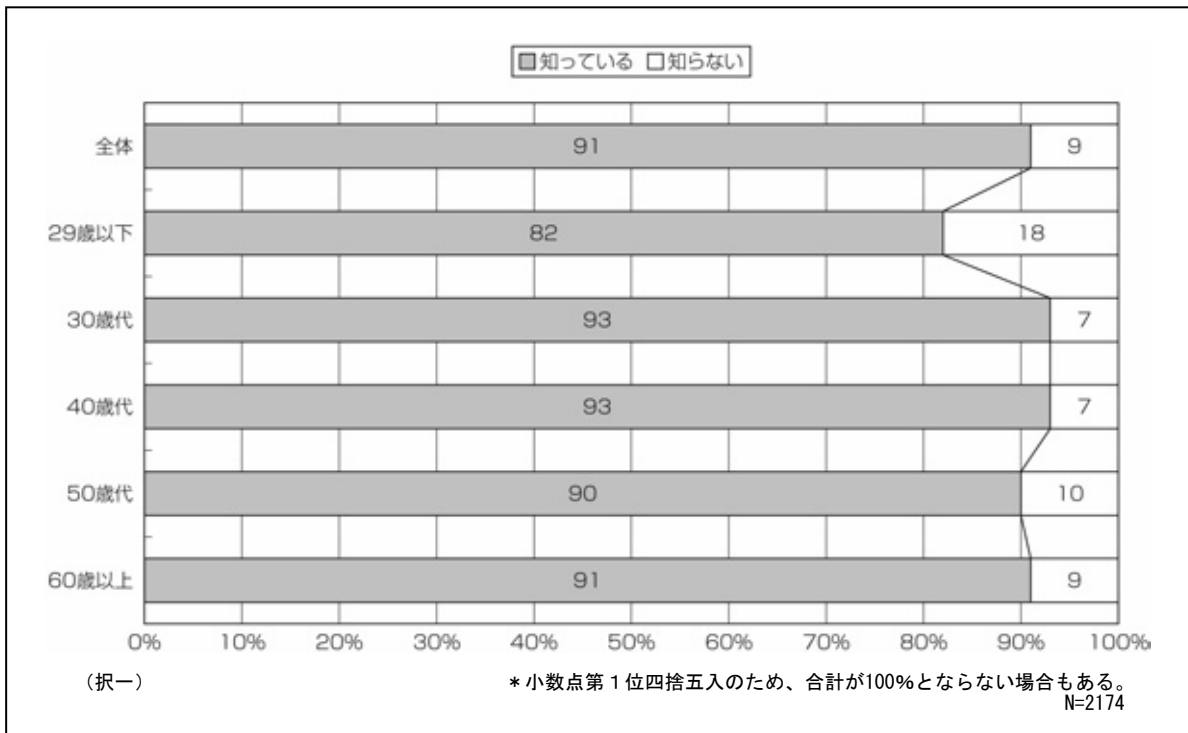 ■知っている □知らない
全体 91 9
29歳以下 82 18
30歳代 93 7
40歳代 93 7
50歳代 90 10
60歳以上 91 9
0% 10% 20% 30% 40% 50% 60% 70% 80% 90% 100%
（択一） ＊小数点第１位四捨五入のため、合計が100%とならない場合もある。
N=2174